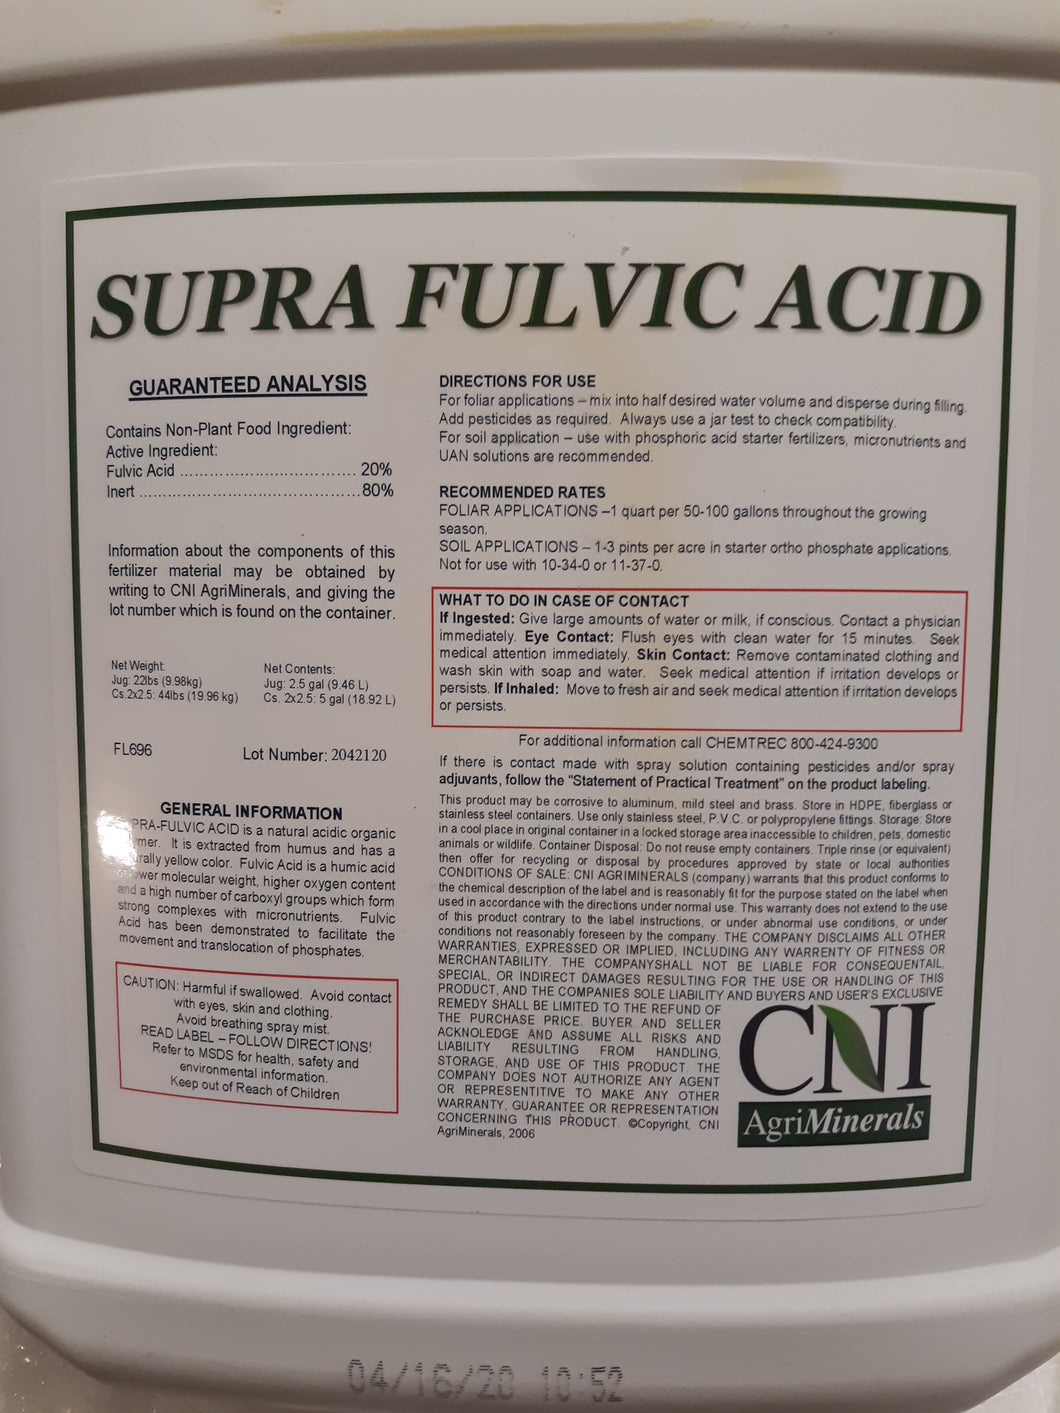 SUPRA FULVIC ACID
GUARANTEED ANALYSIS
Contains Non-Plant Food Ingredient:
Active Ingredient:
Fulvic Acid ................................... 20%
Inert ............................................80%
Information about the components of this
fertilizer material may be obtained by
writing to CNI AgriMinerals, and giving the
lot number which is found on the container.
Net Weight:
Jug: 22lbs (9.98kg)
Cs.2x2.5: 44lbs (19.96 kg)
Net Contents:
Jug: 2.5 gal (9.46 L)
Cs. 2x2.5: 5 gal (18.92 L)
FL696
Lot Number: 2042120
GENERAL INFORMATION
PRA-FULVIC ACID is a natural acidic organic
mer. It is extracted from humus and has a
rally yellow color. Fulvic Acid is a humic acid
wer molecular weight, higher oxygen content
and a high number of carboxyl groups which form
strong complexes with micronutrients. Fulvic
Acid has been demonstrated to facilitate the
movement and translocation of phosphates.
CAUTION: Harmful if swallowed. Avoid contact
with eyes, skin and clothing.
Avoid breathing spray mist.
READ LABEL – FOLLOW DIRECTIONS!
Refer to MSDS for health, safety and
environmental information.
Keep out of Reach of Children
DIRECTIONS FOR USE
For foliar applications – mix into half desired water volume and disperse during filling.
Add pesticides as required. Always use a jar test to check compatibility.
For soil application – use with phosphoric acid starter fertilizers, micronutrients and
UAN solutions are recommended.
RECOMMENDED RATES
FOLIAR APPLICATIONS –1 quart per 50-100 gallons throughout the growing
season.
SOIL APPLICATIONS – 1-3 pints per acre in starter ortho phosphate applications.
Not for use with 10-34-0 or 11-37-0.
WHAT TO DO IN CASE OF CONTACT
If Ingested: Give large amounts of water or milk, if conscious. Contact a physician
immediately. Eye Contact: Flush eyes with clean water for 15 minutes. Seek
medical attention immediately. Skin Contact: Remove contaminated clothing and
wash skin with soap and water. Seek medical attention if irritation develops or
persists. If Inhaled: Move to fresh air and seek medical attention if irritation develops
or persists.
For additional information call CHEMTREC 800-424-9300
If there is contact made with spray solution containing pesticides and/or spray
adjuvants, follow the "Statement of Practical Treatment" on the product labeling.
This product may be corrosive to aluminum, mild steel and brass. Store in HDPE, fiberglass or
stainless steel containers. Use only stainless steel, P.V.C. or polypropylene fittings. Storage: Store
in a cool place in original container in a locked storage area inaccessible to children, pets, domestic
animals or wildlife. Container Disposal: Do not reuse empty containers. Triple rinse (or equivalent)
then offer for recycling or disposal by procedures approved by state or local authorities
CONDITIONS OF SALE: CNI AGRIMINERALS (company) warrants that this product conforms to
the chemical description of the label and is reasonably fit for the purpose stated on the label when
used in accordance with the directions under normal use. This warranty does not extend to the use
of this product contrary to the label instructions, or under abnormal use conditions, or under
conditions not reasonably foreseen by the company. THE COMPANY DISCLAIMS ALL OTHER
WARRANTIES, EXPRESSED OR IMPLIED, INCLUDING ANY WARRENTY OF FITNESS OR
MERCHANTABILITY. THE COMPANYSHALL NOT BE LIABLE FOR CONSEQUENTAIL,
SPECIAL, OR INDIRECT DAMAGES RESULTING FOR THE USE OR HANDLING OF THIS
PRODUCT, AND THE COMPANIES SOLE LIABILITY AND BUYERS AND USER'S EXCLUSIVE
REMEDY SHALL BE LIMITED TO THE REFUND OF
THE PURCHASE PRICE. BUYER AND SELLER
ACKNOLEDGE AND ASSUME ALL RISKS AND
LIABILITY RESULTING FROM HANDLING,
STORAGE, AND USE OF THIS PRODUCT. THE
COMPANY DOES NOT AUTHORIZE ANY AGENT
OR REPRESENTITIVE TO MAKE ANY OTHER
WARRANTY, GUARANTEE OR REPRESENTATION
CONCERNING THIS PRODUCT. ©Copyright, CNI
AgriMinerals, 2006
CNI
AgriMinerals
04/16/20 10:52